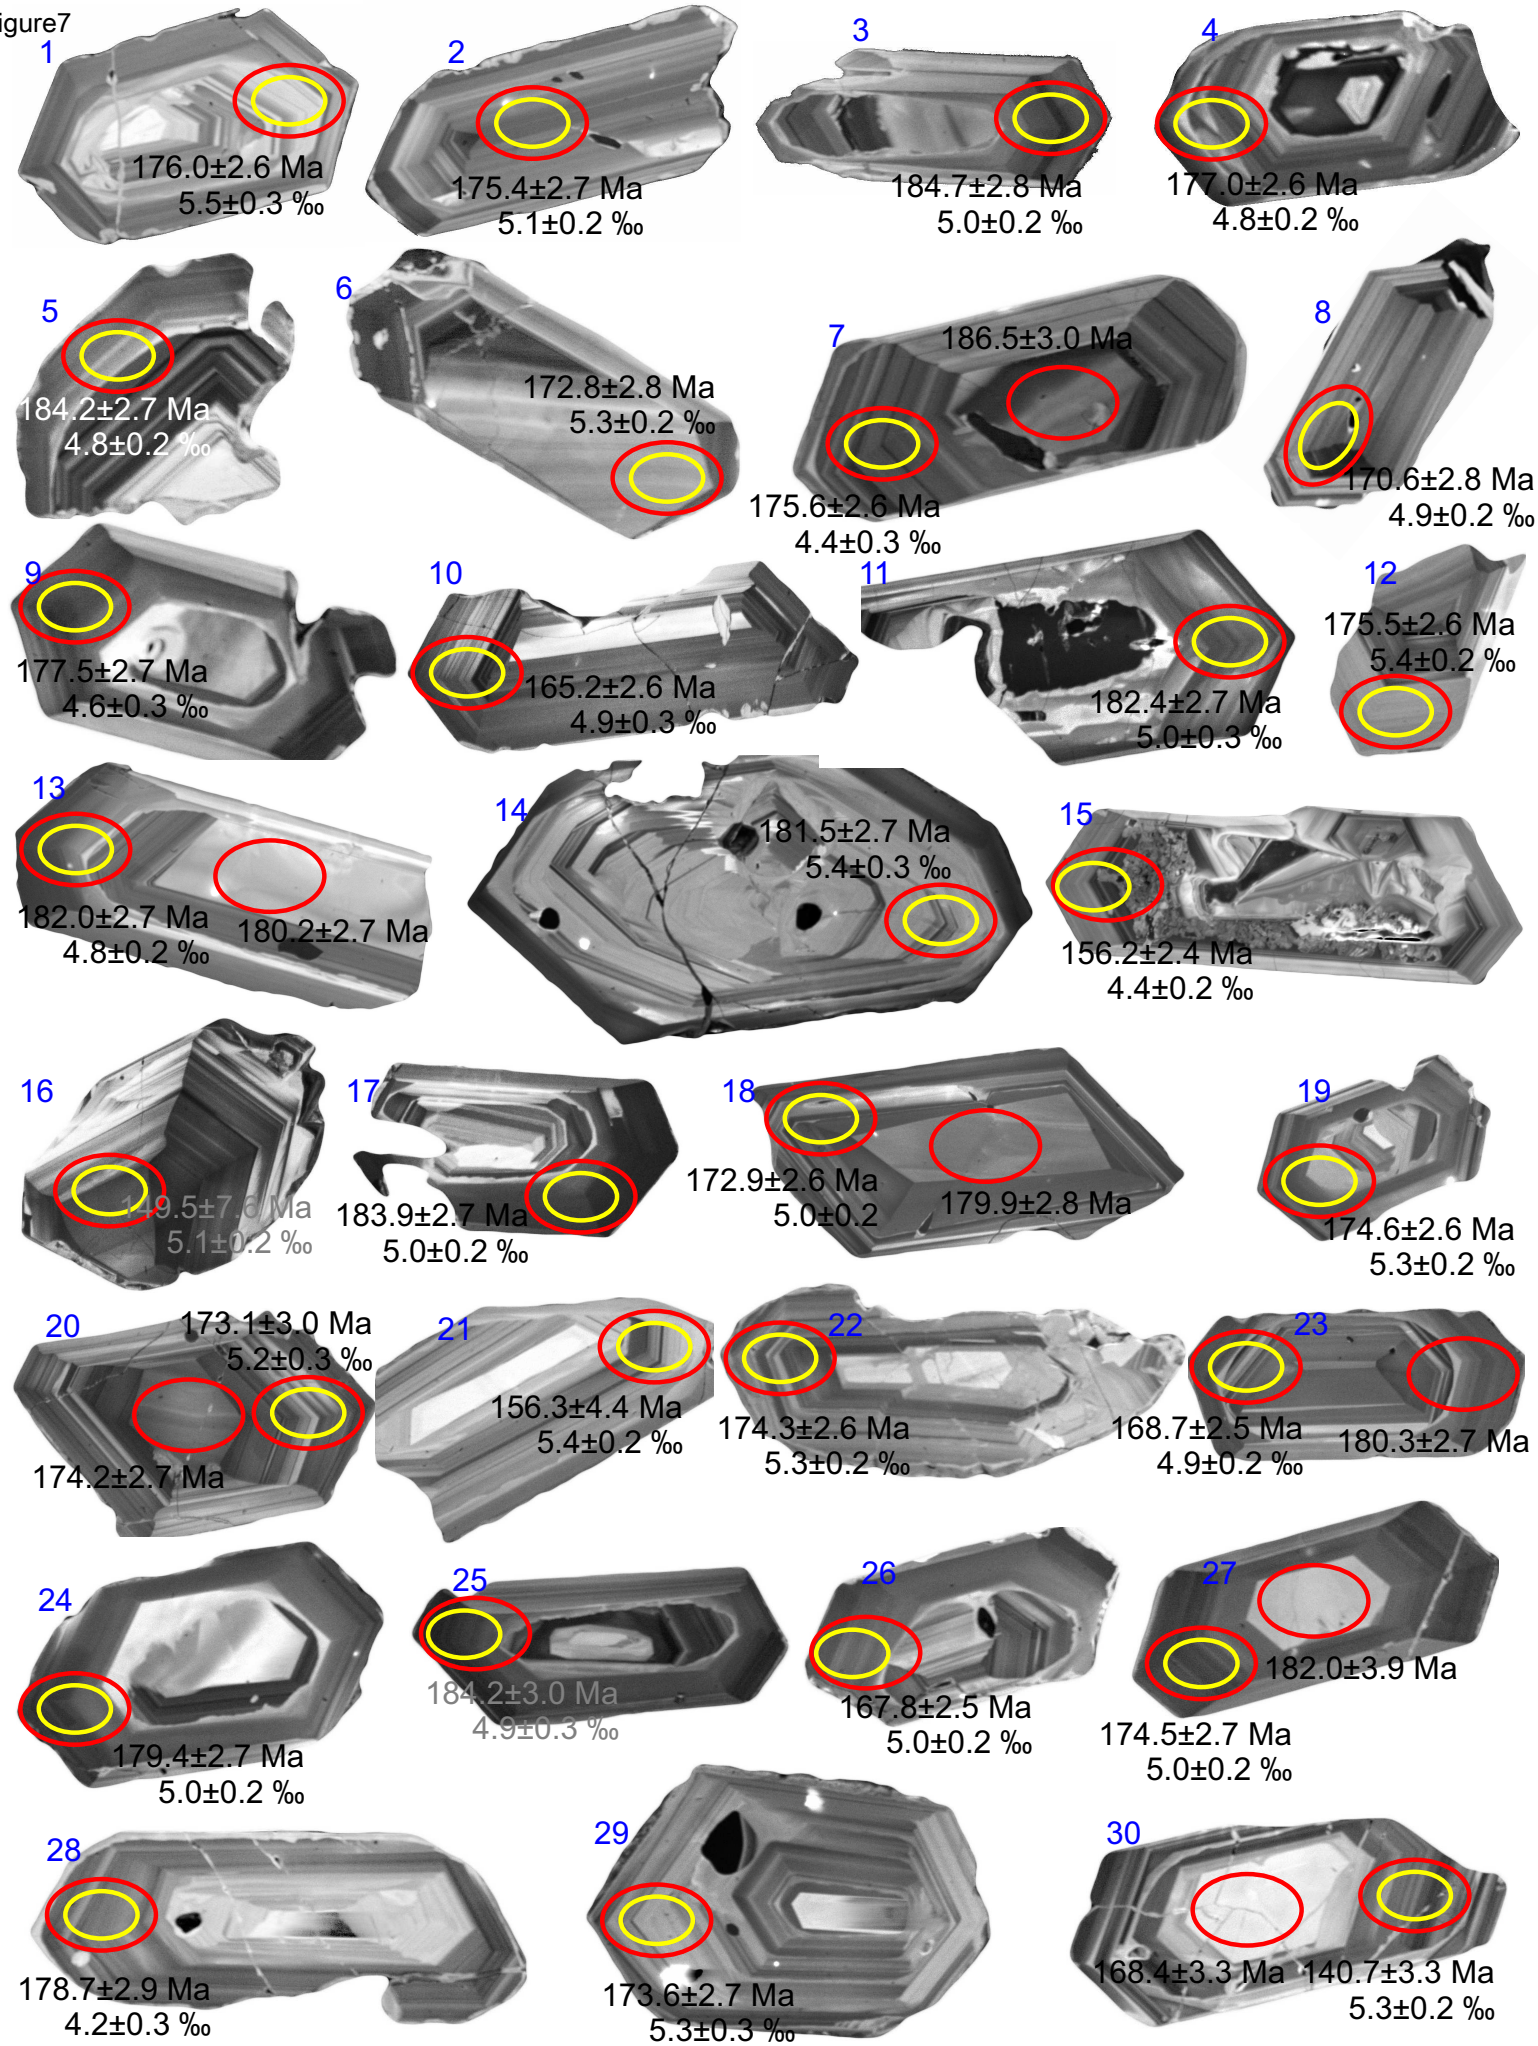 igure7
1
176.0±2.6 Ma
5.5±0.3 ‰
2
175.4±2.7 Ma
5.1±0.2 ‰
3
184.7±2.8 Ma
5.0±0.2 ‰
4
177.0±2.6 Ma
4.8±0.2 ‰
5
184.2±2.7 Ma
4.8±0.2 ‰
6
172.8±2.8 Ma
5.3±0.2 ‰
7
186.5±3.0 Ma
175.6±2.6 Ma
4.4±0.3 ‰
8
170.6±2.8 Ma
4.9±0.2 ‰
9
177.5±2.7 Ma
4.6±0.3 ‰
10
165.2±2.6 Ma
4.9±0.3 ‰
11
182.4±2.7 Ma
5.0±0.3 ‰
12
175.5±2.6 Ma
5.4±0.2 ‰
13
182.0±2.7 Ma
4.8±0.2 ‰
180.2±2.7 Ma
14
181.5±2.7 Ma
5.4±0.3 ‰
15
156.2±2.4 Ma
4.4±0.2 ‰
16
149.5±7.6 Ma
5.1±0.2 ‰
17
183.9±2.7 Ma
5.0±0.2 ‰
18
172.9±2.6 Ma
5.0±0.2
179.9±2.8 Ma
19
174.6±2.6 Ma
5.3±0.2 ‰
20
173.1±3.0 Ma
5.2±0.3 ‰
174.2±2.7 Ma
21
156.3±4.4 Ma
5.4±0.2 ‰
22
174.3±2.6 Ma
5.3±0.2 ‰
23
168.7±2.5 Ma
4.9±0.2 ‰
180.3±2.7 Ma
24
179.4±2.7 Ma
5.0±0.2 ‰
25
184.2±3.0 Ma
4.9±0.3 ‰
26
167.8±2.5 Ma
5.0±0.2 ‰
27
182.0±3.9 Ma
174.5±2.7 Ma
5.0±0.2 ‰
28
178.7±2.9 Ma
4.2±0.3 ‰
29
173.6±2.7 Ma
5.3±0.3 ‰
30
168.4±3.3 Ma
140.7±3.3 Ma
5.3±0.2 ‰